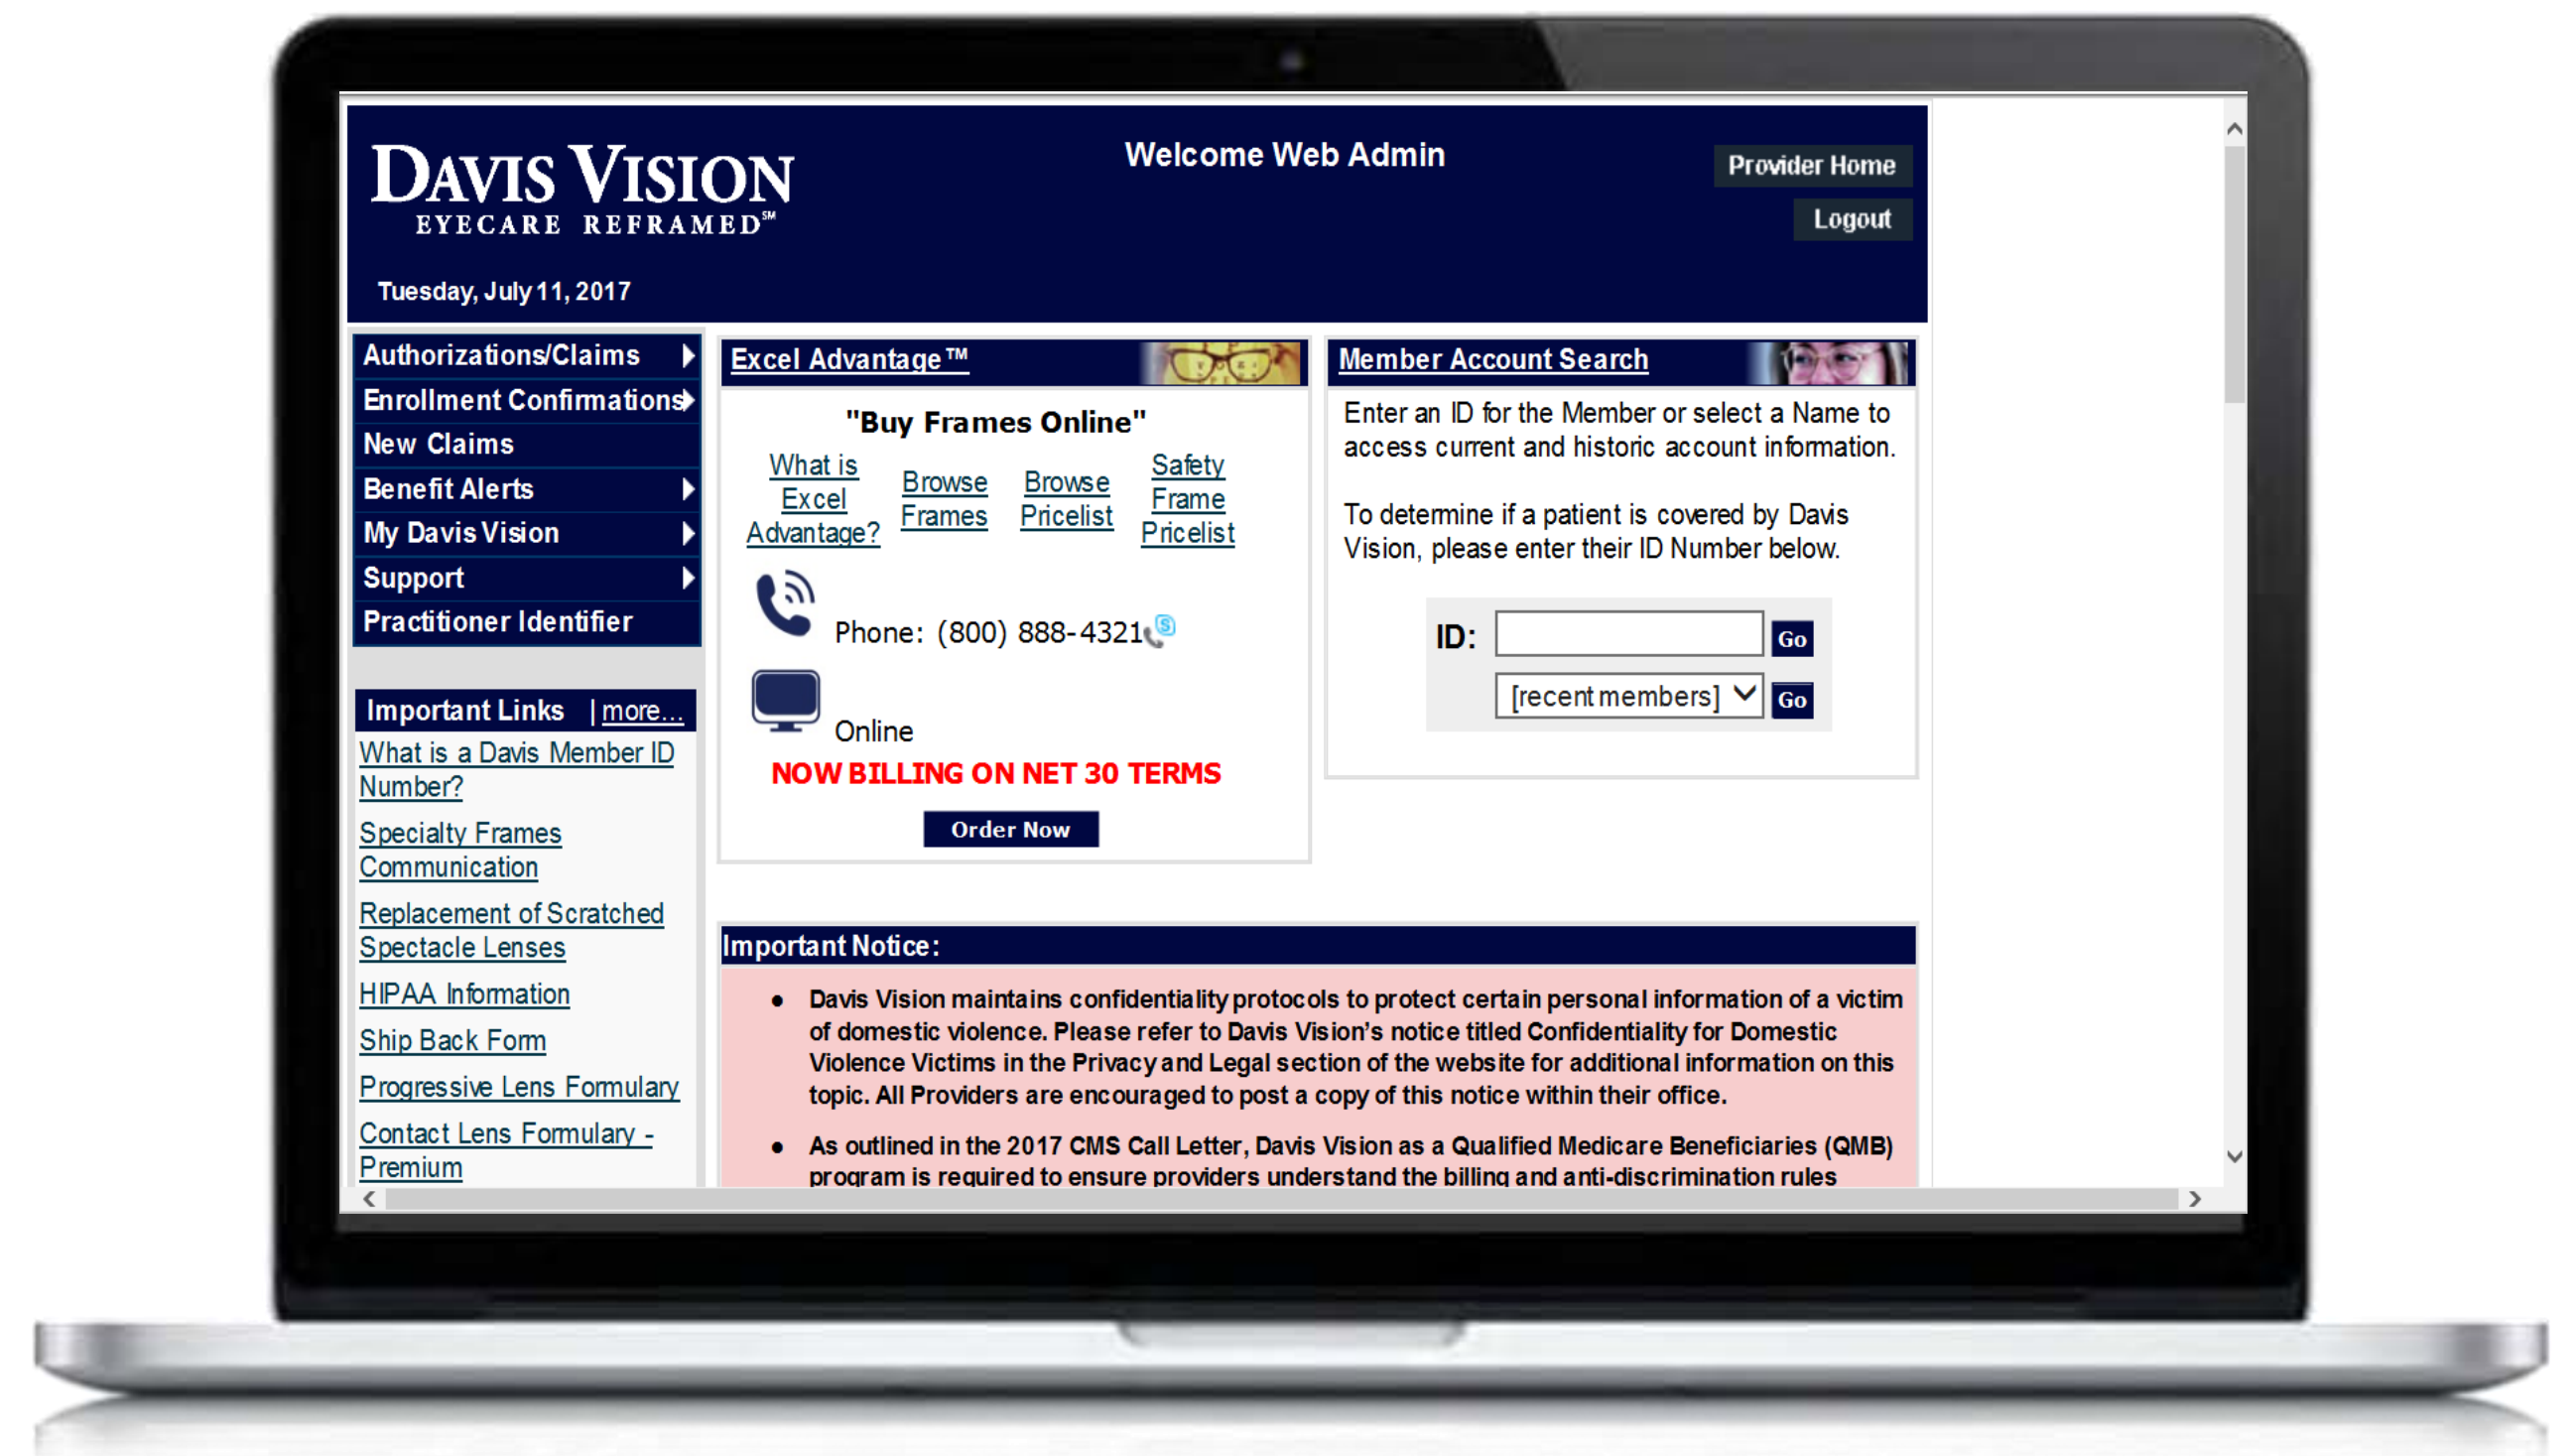 DAVIS VISION
EYECARE REFRAMED℠
Welcome Web Admin
Provider Home
Logout
Tuesday, July 11, 2017
Authorizations/Claims
Enrollment Confirmations
New Claims
Benefit Alerts
My Davis Vision
Support
Practitioner Identifier
Important Links | more...
What is a Davis Member ID
Number?
Specialty Frames
Communication
Replacement of Scratched
Spectacle Lenses
HIPAA Information
Ship Back Form
Progressive Lens Formulary
Contact Lens Formulary -
Premium
Excel Advantage™
"Buy Frames Online"
What is
Excel
Advantage?
Browse
Frames
Browse
Pricelist
Safety
Frame
Pricelist
Phone: (800) 888-4321
Online
NOW BILLING ON NET 30 TERMS
Order Now
Member Account Search
Enter an ID for the Member or select a Name to
access current and historic account information.
To determine if a patient is covered by Davis
Vision, please enter their ID Number below.
ID:
Go
[recent members]
Go
Important Notice:
• Davis Vision maintains confidentiality protocols to protect certain personal information of a victim
of domestic violence. Please refer to Davis Vision's notice titled Confidentiality for Domestic
Violence Victims in the Privacy and Legal section of the website for additional information on this
topic. All Providers are encouraged to post a copy of this notice within their office.
• As outlined in the 2017 CMS Call Letter, Davis Vision as a Qualified Medicare Beneficiaries (QMB)
program is required to ensure providers understand the billing and anti-discrimination rules